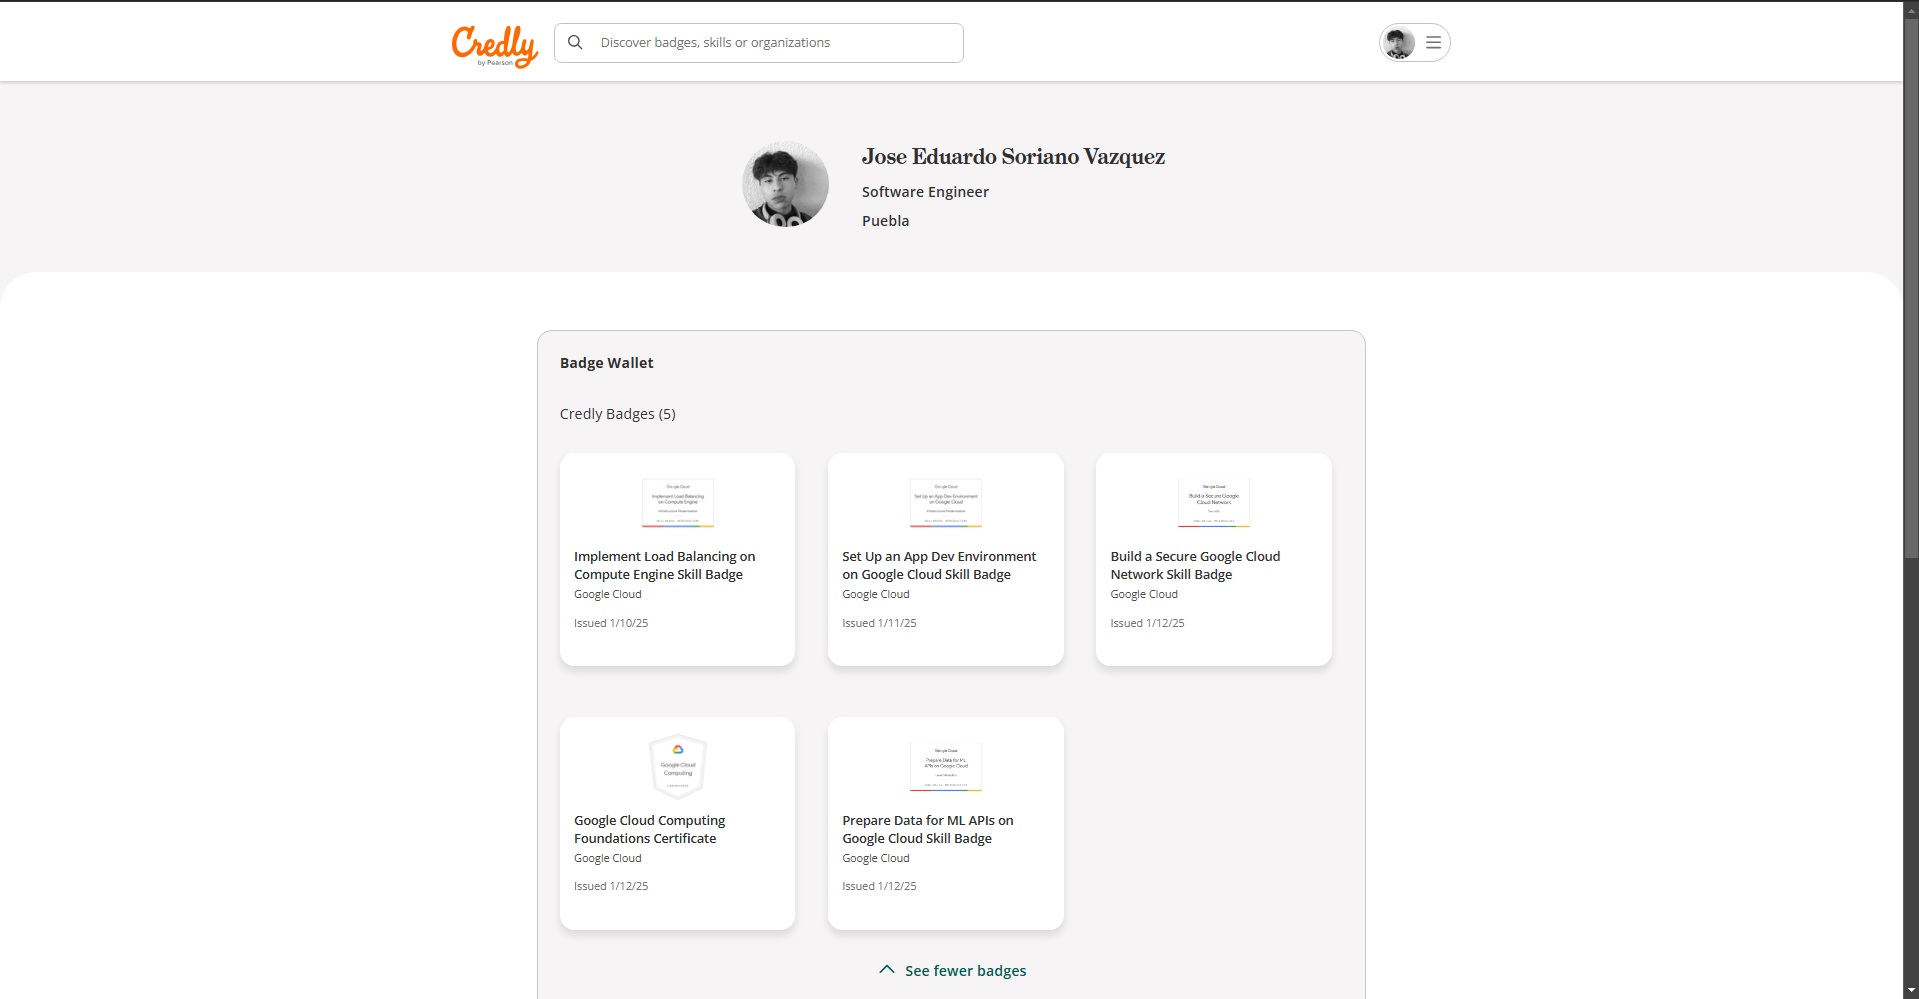 Credly
by Pearson
Discover badges, skills or organizations
Jose Eduardo Soriano Vazquez
Software Engineer
Puebla
Badge Wallet
Credly Badges (5)
Google Cloud
Implement Load Balancing
on Compute Engine
Implement Load Balancing on
Compute Engine Skill Badge
Google Cloud
Issued 1/10/25
Google Cloud
Set Up an App Dev Environment
on Google Cloud
Set Up an App Dev Environment
on Google Cloud Skill Badge
Google Cloud
Issued 1/11/25
Google Cloud
Build a Secure Google
Cloud Network
Build a Secure Google Cloud
Network Skill Badge
Google Cloud
Issued 1/12/25
Google Cloud
Computing
Google Cloud Computing
Foundations Certificate
Google Cloud
Issued 1/12/25
Google Cloud
Prepare Data for ML
APIs on Google Cloud
Prepare Data for ML APIs on
Google Cloud Skill Badge
Google Cloud
Issued 1/12/25
See fewer badges